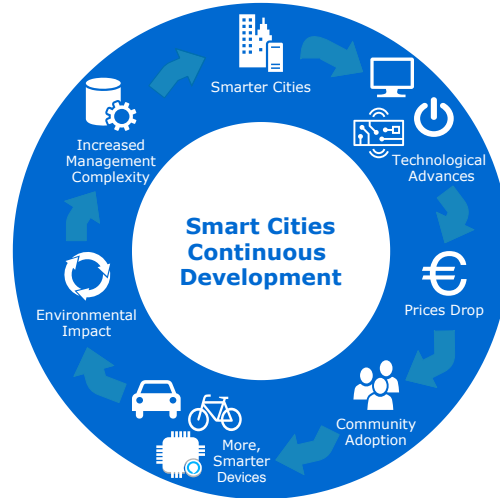 Smarter Cities
Technological
Advances
€
Prices Drop
Community
Adoption
More,
Smarter
Devices
Environmental
Impact
Increased
Management
Complexity
Smart Cities
Continuous
Development